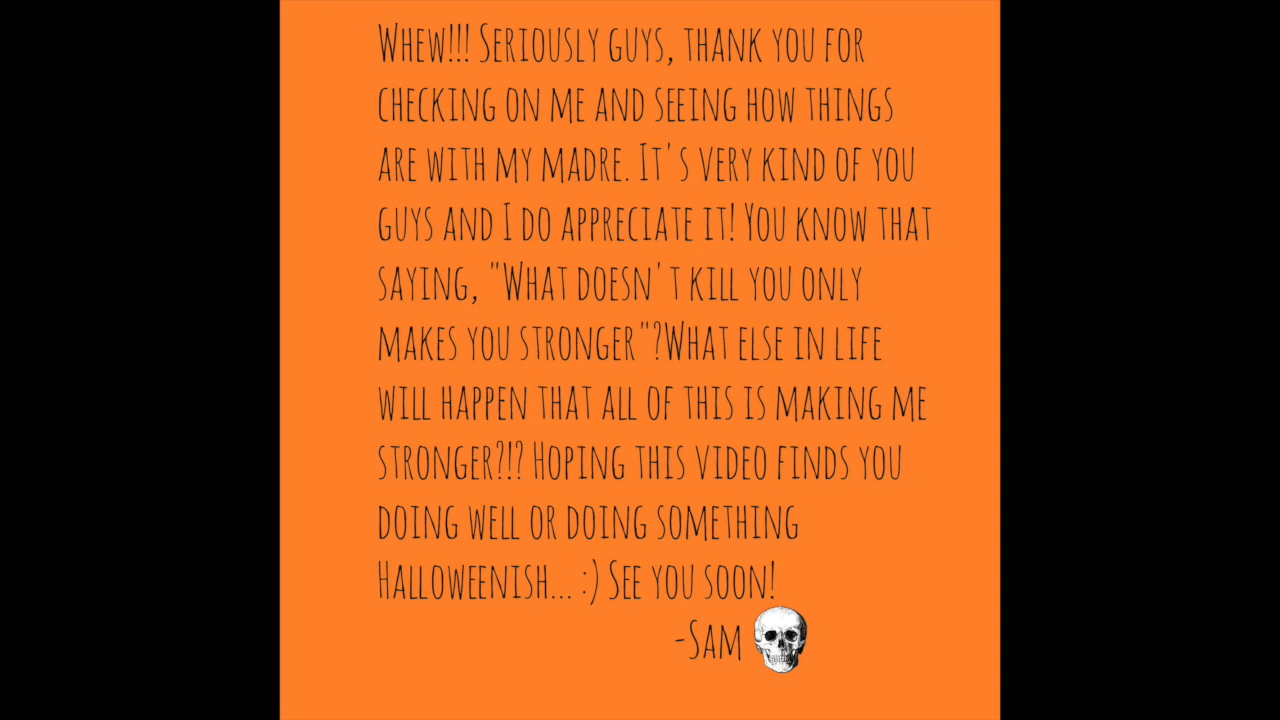 Whew!!! Seriously guys, thank you for
checking on me and seeing how things
are with my madre. It's very kind of you
guys and I do appreciate it! You know that
saying, "What doesn't kill you only
makes you stronger"?What else in life
will happen that all of this is making me
stronger?!? Hoping this video finds you
doing well or doing something
Halloweenish... :) See you soon!
-Sam